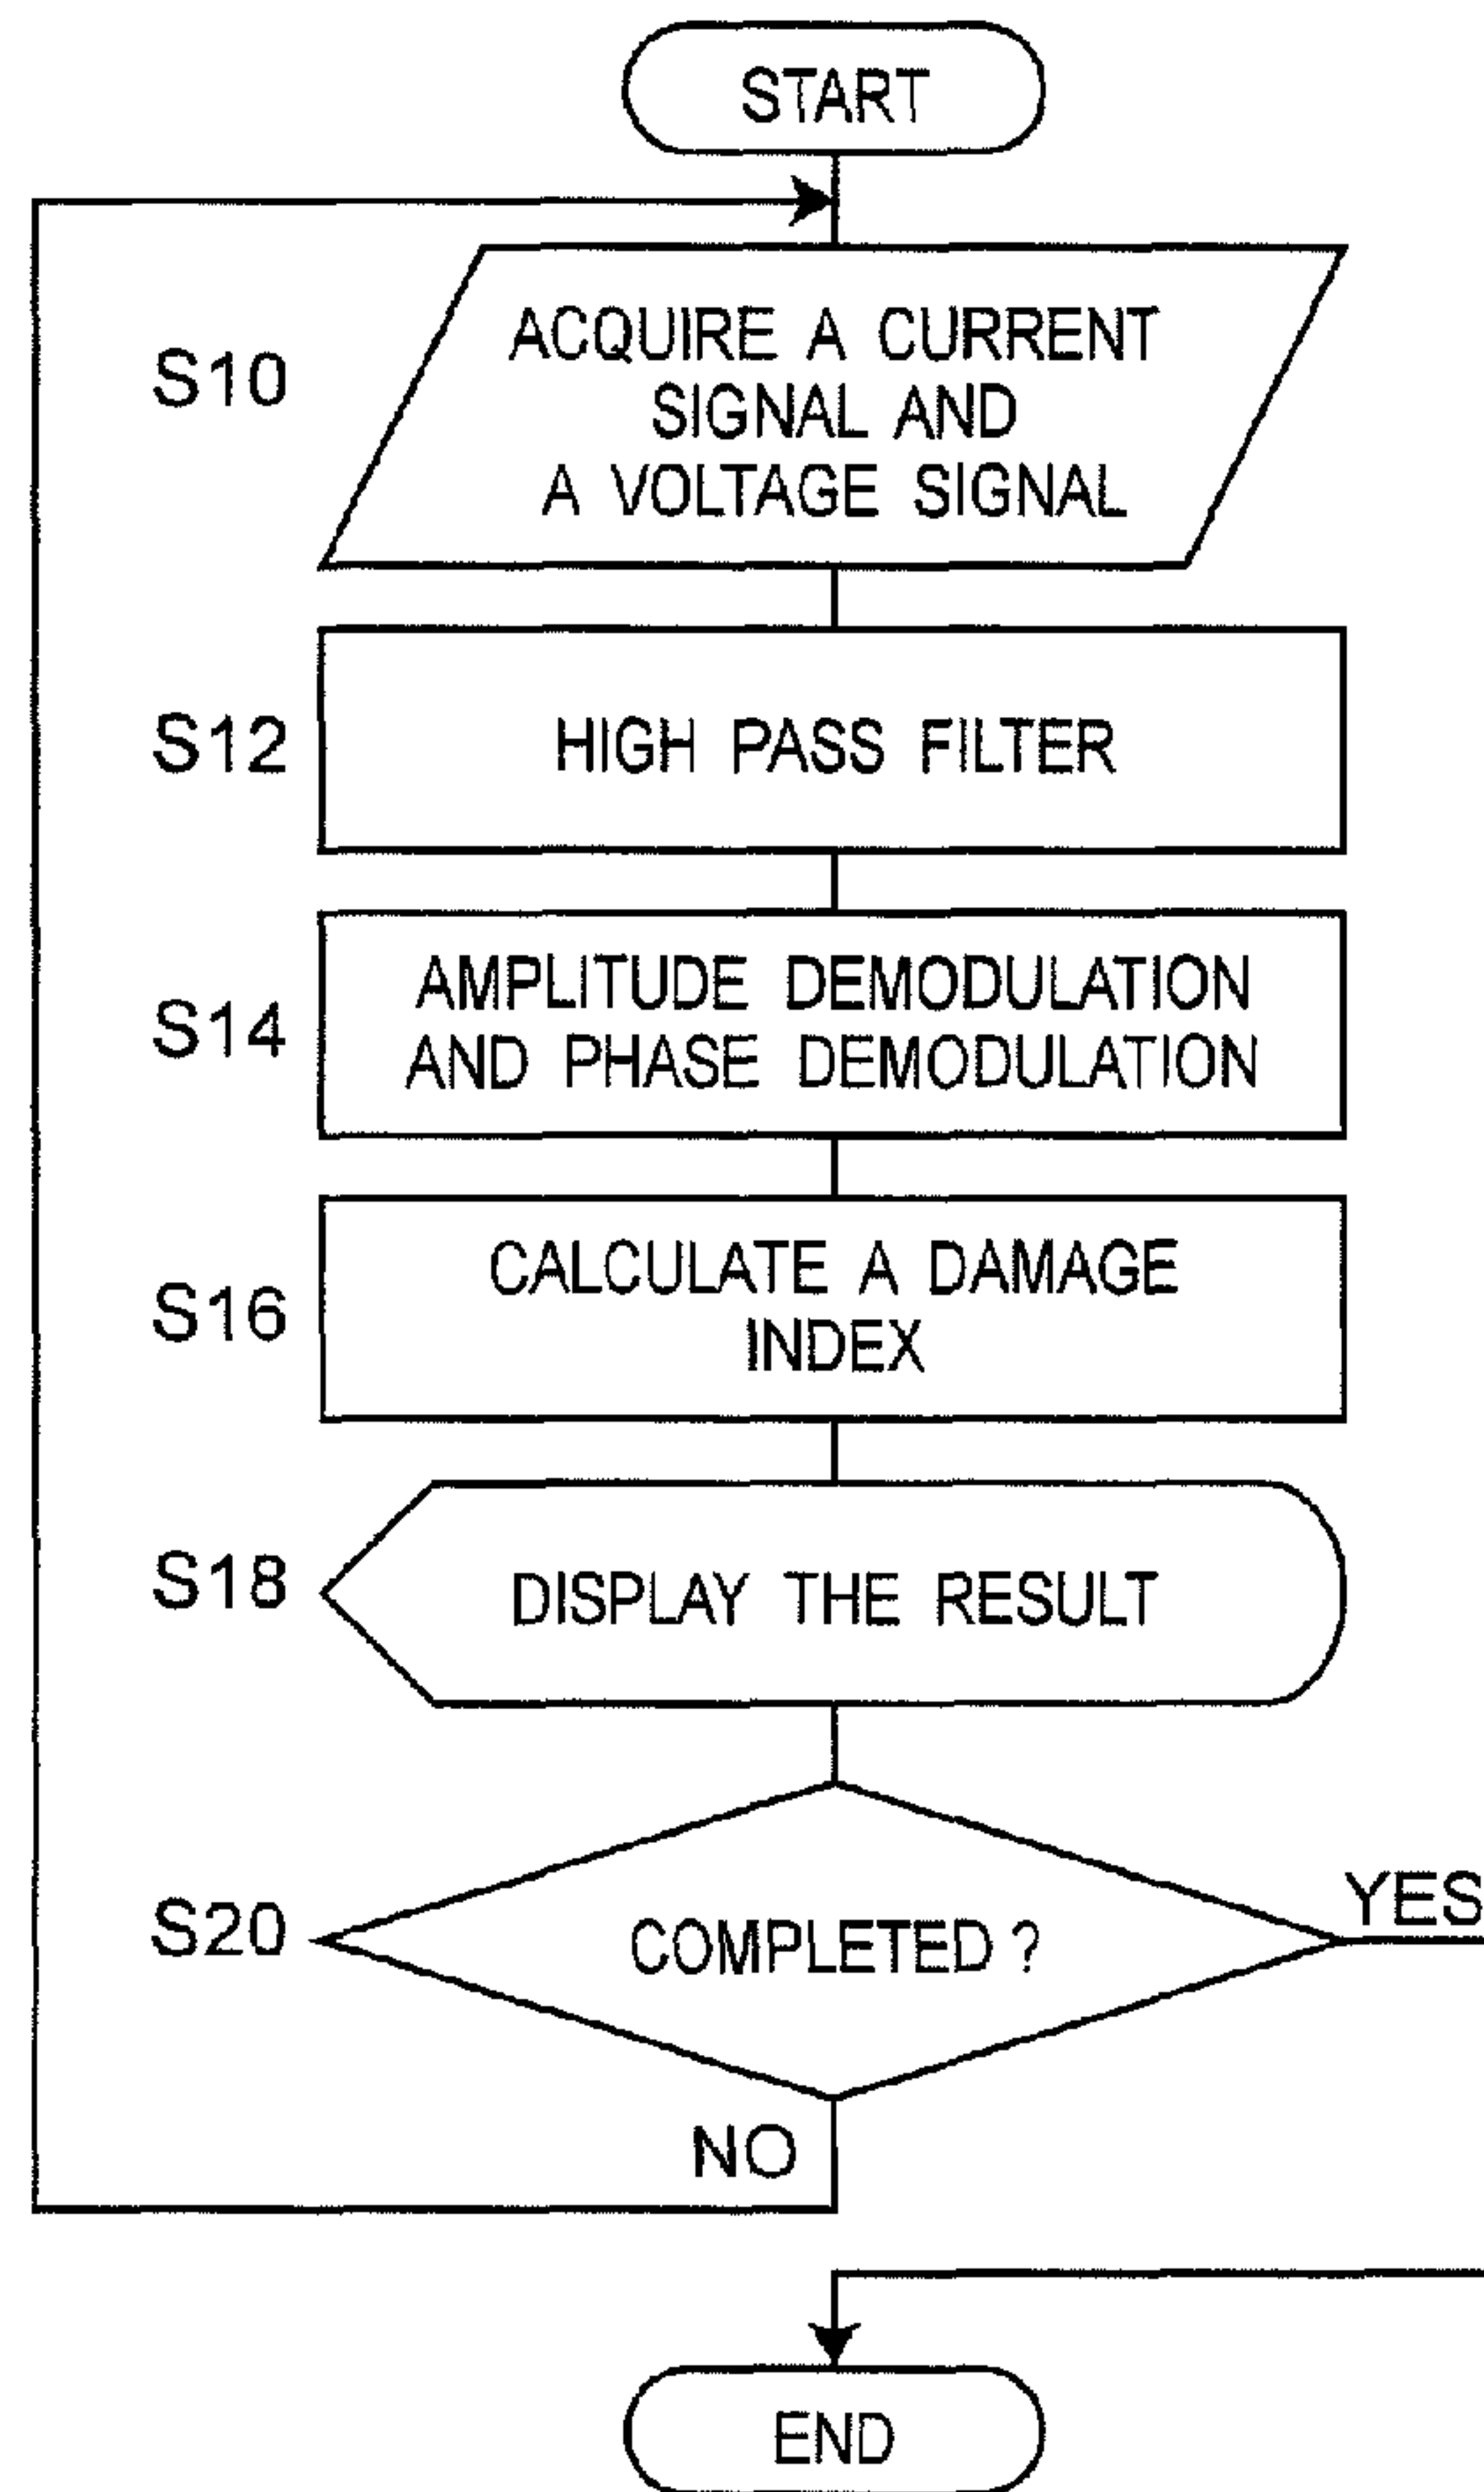 START
S10
ACQUIRE A CURRENT
SIGNAL AND
A VOLTAGE SIGNAL
S12
HIGH PASS FILTER
S14
AMPLITUDE DEMODULATION
AND PHASE DEMODULATION
S16
CALCULATE A DAMAGE
INDEX
S18
DISPLAY THE RESULT
S20
COMPLETED ?
YES
NO
END